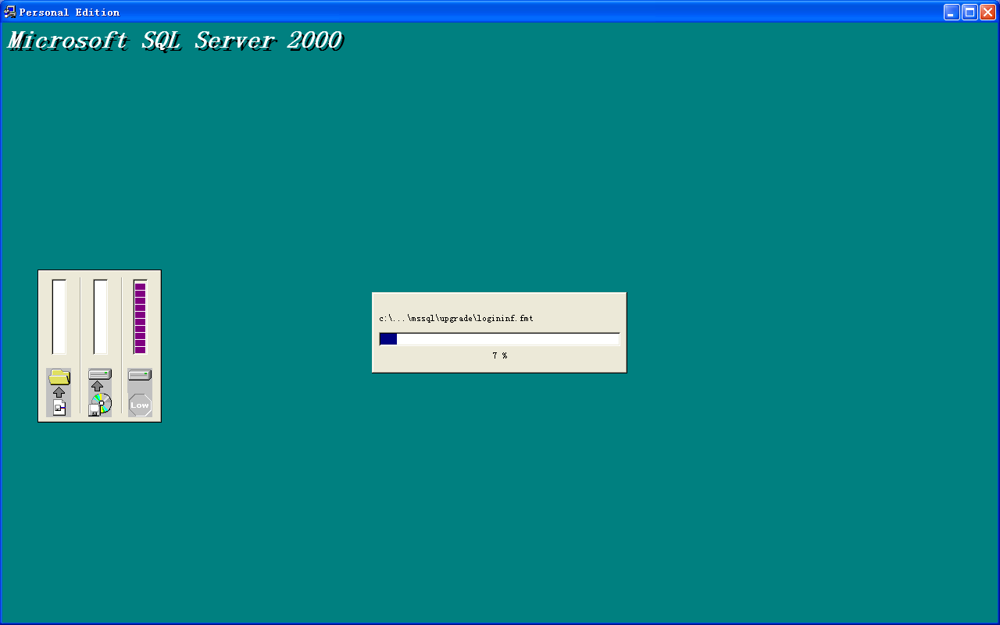 Personal Edition
Microsoft SQL Server 2000
c:\...\mssql\upgrade\logininf.fmt
7 %
Low